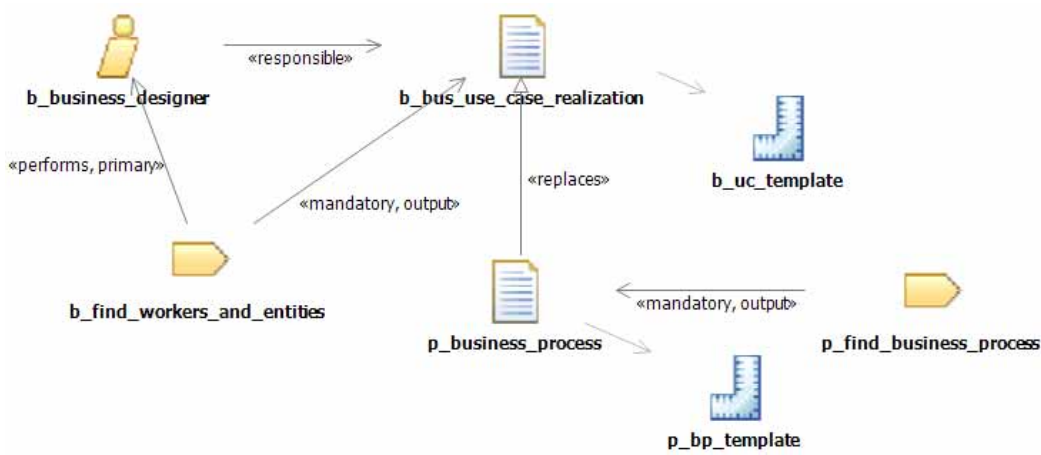 «responsible»
b_business_designer
b_bus_use_case_realization
«performs, primary»
«replaces»
b_uc_template
«mandatory, output»
b_find_workers_and_entities
«mandatory, output»
p_business_process
p_find_business_process
p_bp_template